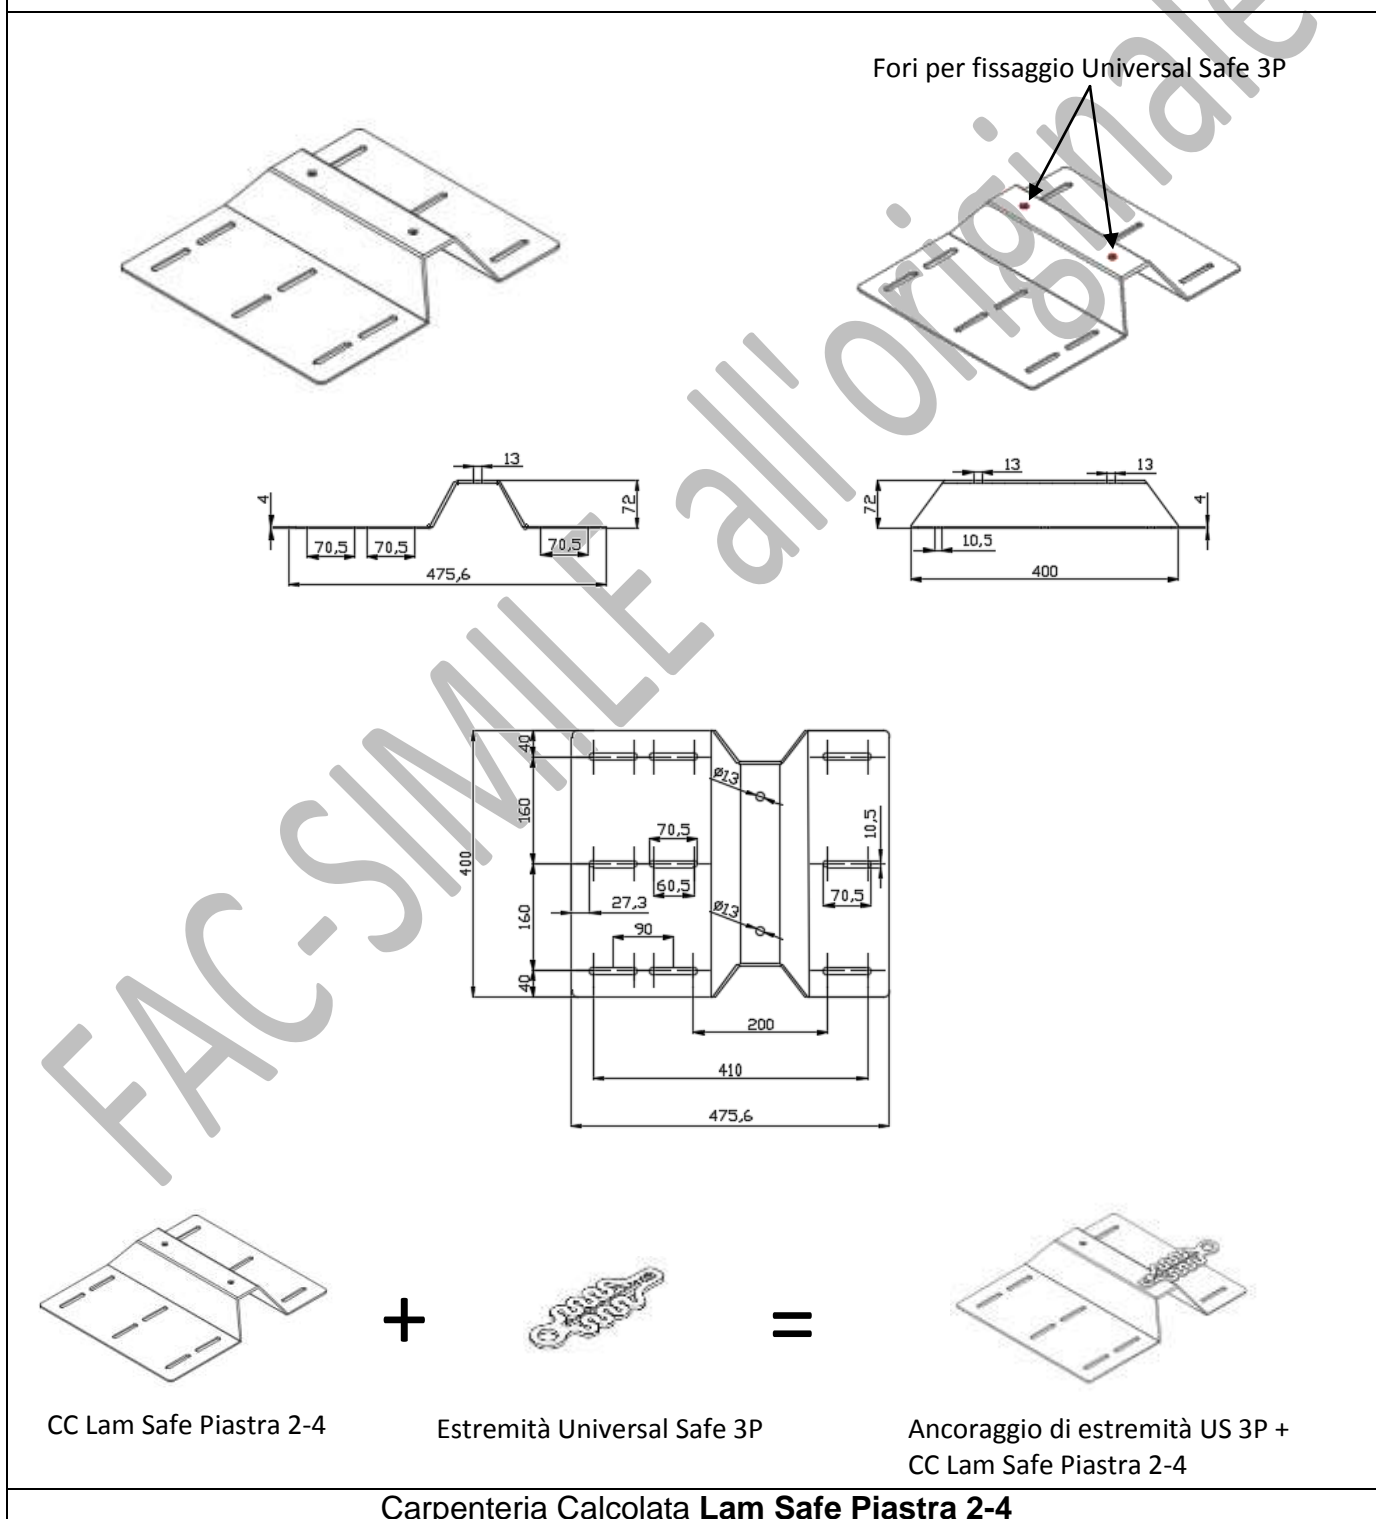 Fori per fissaggio Universal Safe 3P
13
4
72
70,5 70,5 70,5
475,6
13 13
72
4
10,5
400
40
Ø13
160
70,5
10,5
400
60,5
70,5
27,3
Ø13
160
90
40
200
410
475,6
+ =
CC Lam Safe Piastra 2-4
Estremità Universal Safe 3P
Ancoraggio di estremità US 3P +
CC Lam Safe Piastra 2-4
Carpenteria Calcolata Lam Safe Piastra 2-4
FAC-SIMILE all'originale